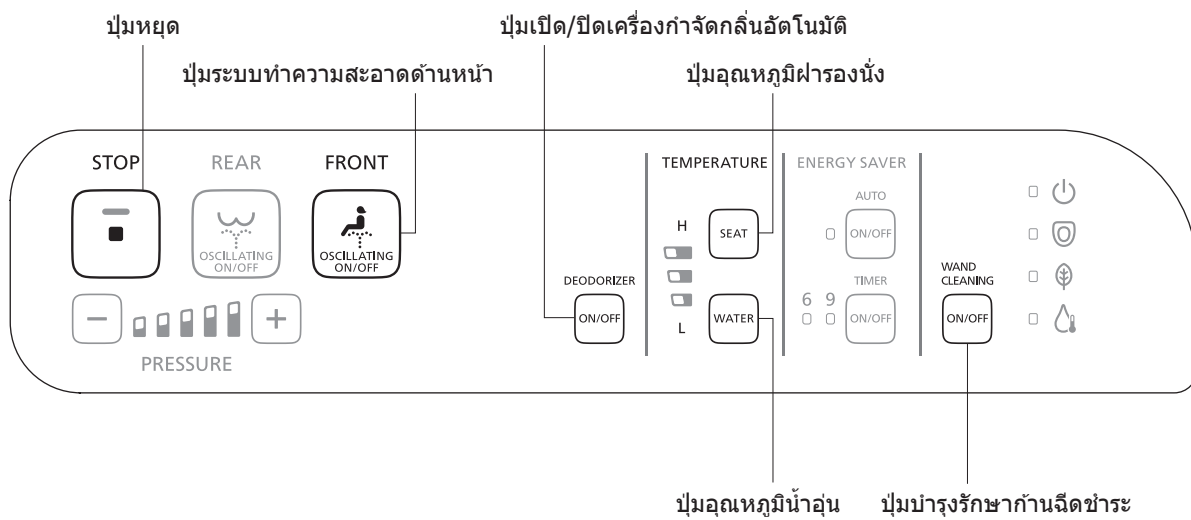 ปุ่มหยุด
ปุ่มเปิด/ปิดเครื่องกำจัดกลิ่นอัตโนมัติ
ปุ่มระบบทำความสะอาดด้านหน้า
ปุ่มอุณหภูมิฝารองนั่ง
STOP
REAR
FRONT
TEMPERATURE
ENERGY SAVER
OSCILLATING
ON/OFF
OSCILLATING
ON/OFF
PRESSURE
DEODORIZER
ON/OFF
H
SEAT
L
WATER
AUTO
ON/OFF
TIMER
6 9
ON/OFF
WAND
CLEANING
ON/OFF
ปุ่มอุณหภูมิน้ำอุ่น
ปุ่มบำรุงรักษาก้านฉีดชำระ